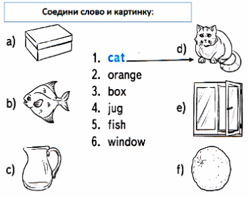 Соедини слово и картинку:
a)
d)
1. cat
2. orange
3. box
b)
e)
4. jug
5. fish
6. window
c)
f)